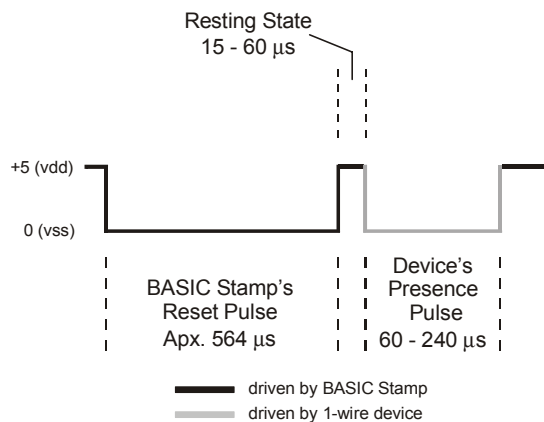 Resting State
15 - 60 μs
+5 (vdd)
0 (vss)
BASIC Stamp's
Reset Pulse
Apx. 564 μs
Device's
Presence
Pulse
60 - 240 μs
driven by BASIC Stamp
driven by 1-wire device